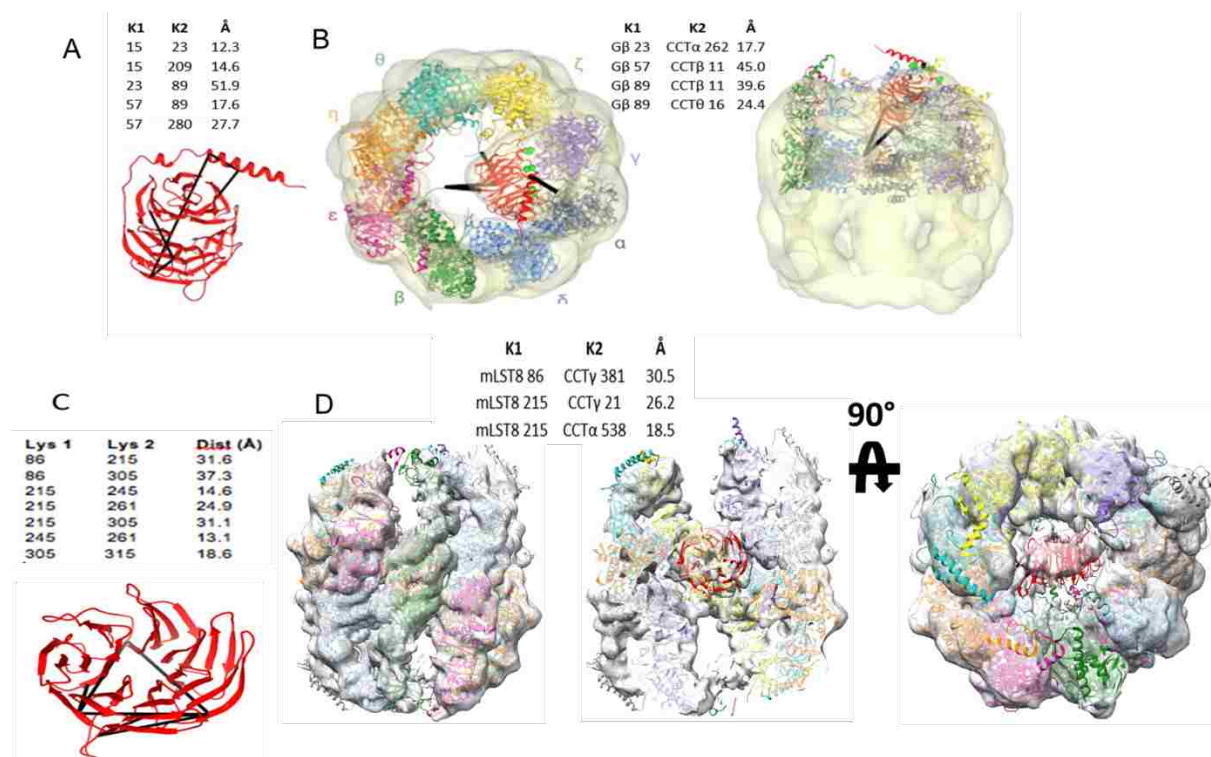 A
K1 K2 Å
15 23 12.3
15 209 14.6
23 89 51.9
57 89 17.6
57 280 27.7
B
θ
ζ
η
γ
ε
α
β
δ
K1 K2 Å
Gβ 23 CCTα 262 17.7
Gβ 57 CCTβ 11 45.0
Gβ 89 CCTβ 11 39.6
Gβ 89 CCTθ 16 24.4
C
Lys 1 Lys 2 Dist (Å)
86 215 31.6
86 305 37.3
215 245 14.6
215 261 24.9
215 305 31.1
245 261 13.1
305 315 18.6
D
K1 K2 Å
mLST8 86 CCTγ 381 30.5
mLST8 215 CCTγ 21 26.2
mLST8 215 CCTα 538 18.5
90°